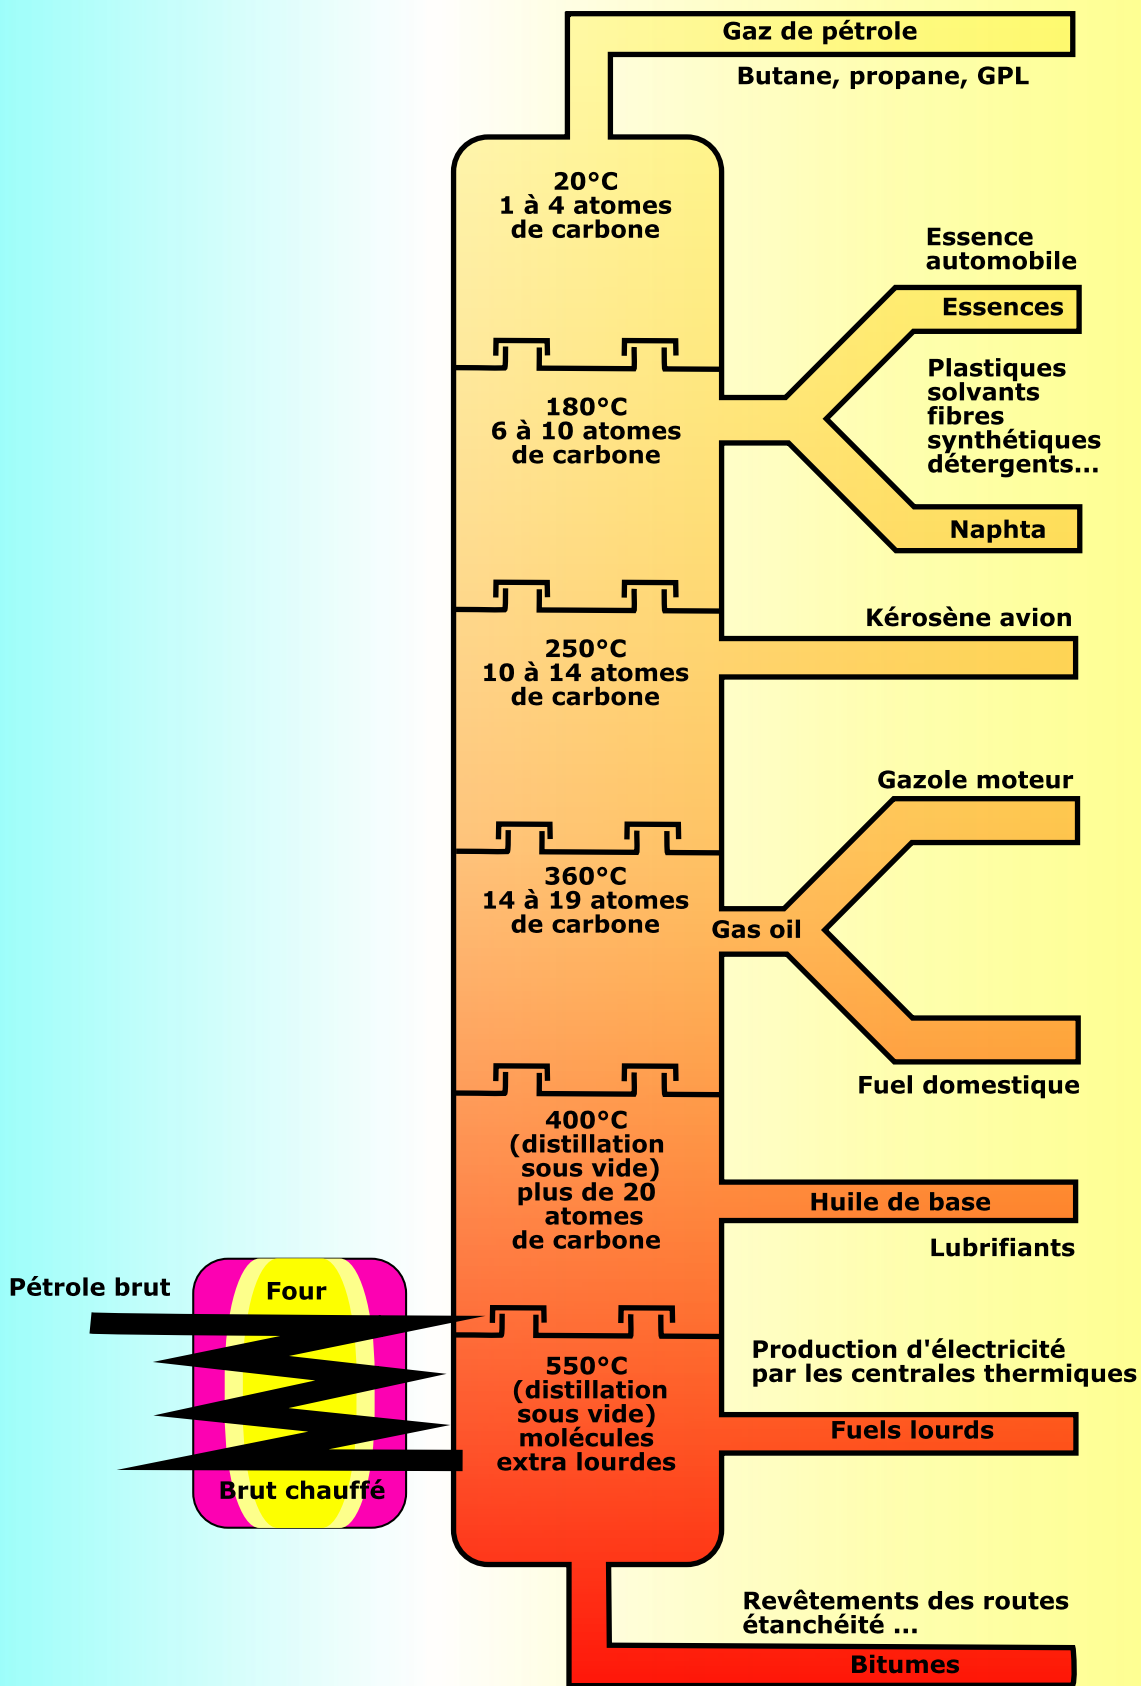 Gaz de pétrole
Butane, propane, GPL
20°C
1 à 4 atomes
de carbone
Essence
automobile
Essences
Plastiques
solvants
fibres
synthétiques
détergents...
Naphta
180°C
6 à 10 atomes
de carbone
Kérosène avion
250°C
10 à 14 atomes
de carbone
Gazole moteur
360°C
14 à 19 atomes
de carbone
Gas oil
Fuel domestique
400°C
(distillation
sous vide)
plus de 20
atomes
de carbone
Huile de base
Lubrifiants
Pétrole brut
Four
Brut chauffé
550°C
(distillation
sous vide)
molécules
extra lourdes
Production d'électricité
par les centrales thermiques
Fuels lourds
Revêtements des routes
étanchéité ...
Bitumes